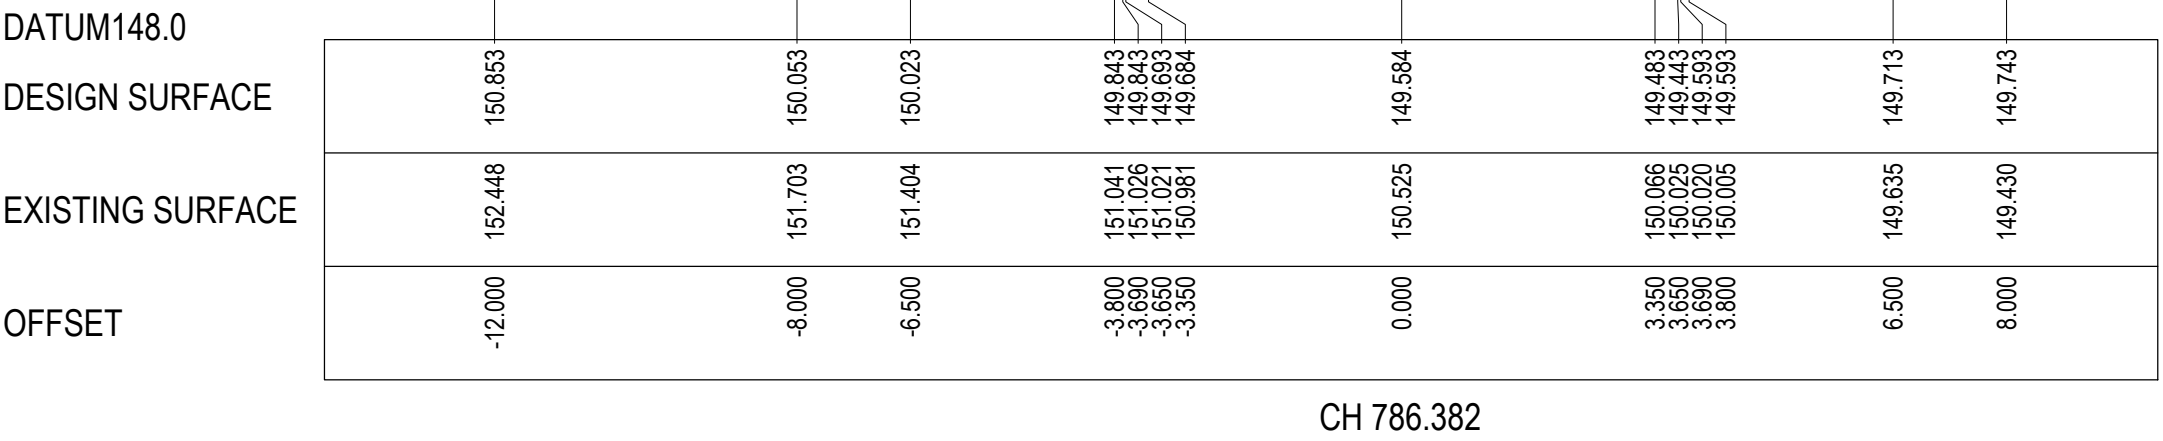 DATUM148.0
DESIGN SURFACE 150.853 150.053 150.023 149.843 149.843 149.693 149.684 149.584 149.483 149.443 149.593 149.593 149.713 149.743
EXISTING SURFACE 152.448 151.703 151.404 151.041 151.026 151.021 150.981 150.525 150.066 150.025 150.020 150.005 149.635 149.430
OFFSET -12.000 -8.000 -6.500 -3.800 -3.690 -3.650 -3.350 0.000 3.350 3.650 3.690 3.800 6.500 8.000
CH 786.382